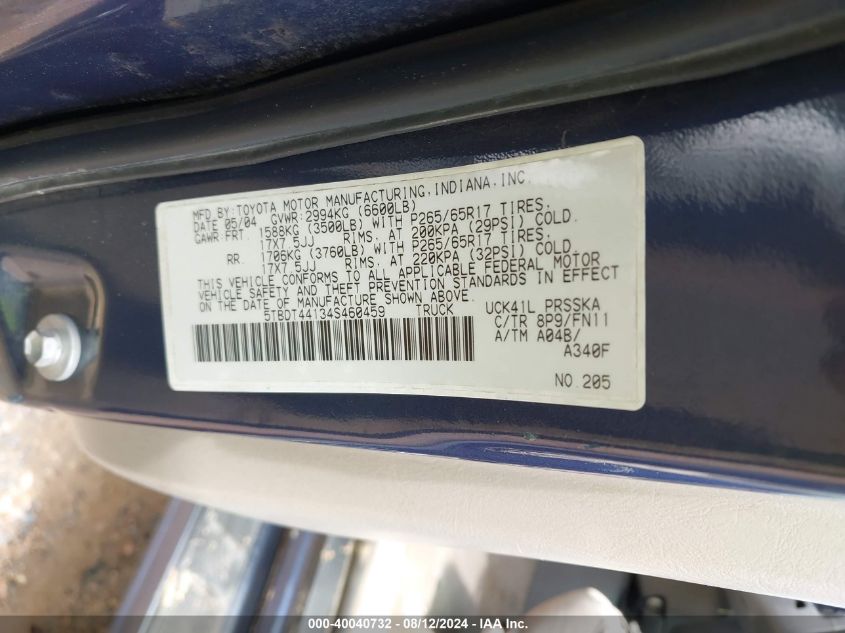 MFD.BY:TOYOTA MOTOR MANUFACTURING,INDIANA,INC.
DATE 05/04 GVWR:2994KG (6600LB)
GAWR:FRT. 1588KG (3500LB) WITH P265/65R17 TIRES.
17X7.5JJ RIMS, AT 200KPA (29PSI) COLD.
RR. 1706KG (3760LB) WITH P265/65R17 TIRES.
17X7.5JJ RIMS, AT 220KPA (32PSI) COLD.
THIS VEHICLE CONFORMS TO ALL APPLICABLE FEDERAL MOTOR
VEHICLE SAFETY AND THEFT PREVENTION STANDARDS IN EFFECT
ON THE DATE OF MANUFACTURE SHOWN ABOVE.
5TBDT44134S460459 TRUCK
UCK41L PRSSKA
C/TR 8P9/FN11
A/TM A04B/
A340F
NO.205
000-40040732 — 08/12/2024 — IAAI, Inc.